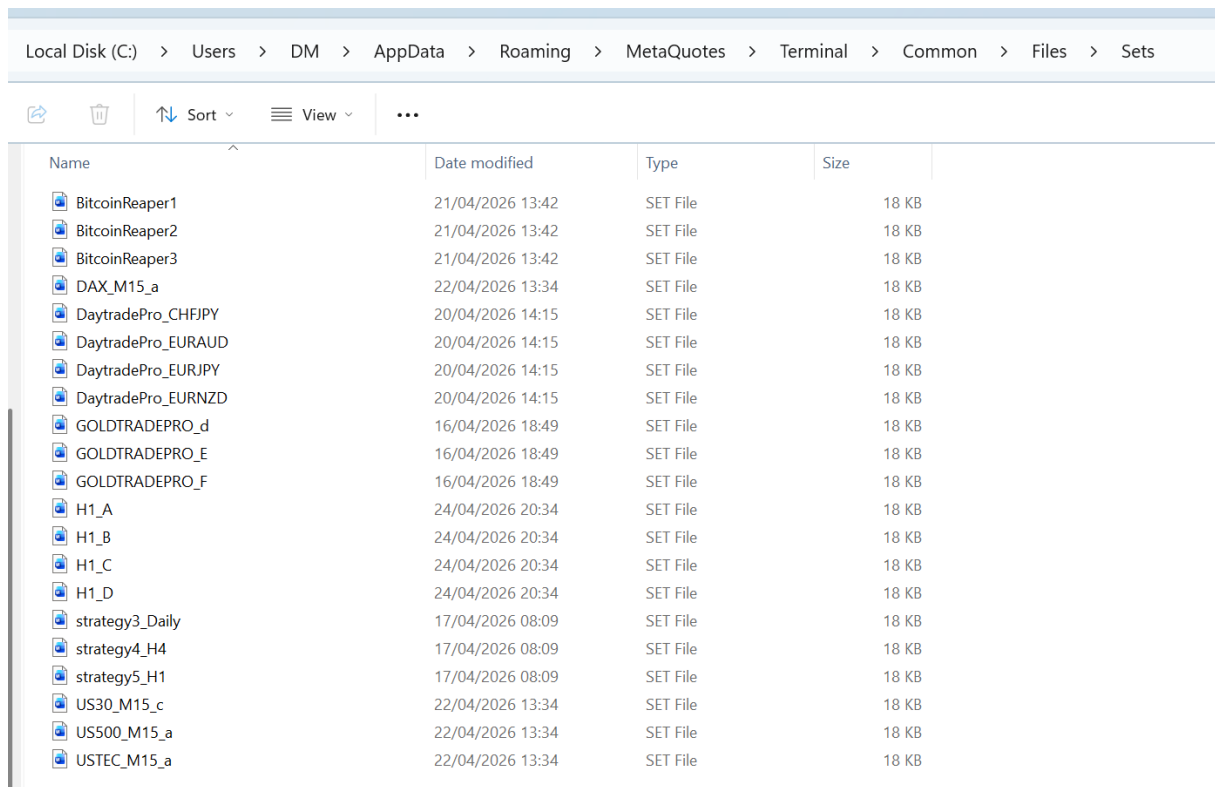 Local Disk (C:) > Users > DM > AppData > Roaming > MetaQuotes > Terminal > Common > Files > Sets
Sort View ...
Name Date modified Type Size
BitcoinReaper1 21/04/2026 13:42 SET File 18 KB
BitcoinReaper2 21/04/2026 13:42 SET File 18 KB
BitcoinReaper3 21/04/2026 13:42 SET File 18 KB
DAX_M15_a 22/04/2026 13:34 SET File 18 KB
DaytradePro_CHFJPY 20/04/2026 14:15 SET File 18 KB
DaytradePro_EURAUD 20/04/2026 14:15 SET File 18 KB
DaytradePro_EURJPY 20/04/2026 14:15 SET File 18 KB
DaytradePro_EURNZD 20/04/2026 14:15 SET File 18 KB
GOLDTRADEPRO_d 16/04/2026 18:49 SET File 18 KB
GOLDTRADEPRO_E 16/04/2026 18:49 SET File 18 KB
GOLDTRADEPRO_F 16/04/2026 18:49 SET File 18 KB
H1_A 24/04/2026 20:34 SET File 18 KB
H1_B 24/04/2026 20:34 SET File 18 KB
H1_C 24/04/2026 20:34 SET File 18 KB
H1_D 24/04/2026 20:34 SET File 18 KB
strategy3_Daily 17/04/2026 08:09 SET File 18 KB
strategy4_H4 17/04/2026 08:09 SET File 18 KB
strategy5_H1 17/04/2026 08:09 SET File 18 KB
US30_M15_c 22/04/2026 13:34 SET File 18 KB
US500_M15_a 22/04/2026 13:34 SET File 18 KB
USTEC_M15_a 22/04/2026 13:34 SET File 18 KB